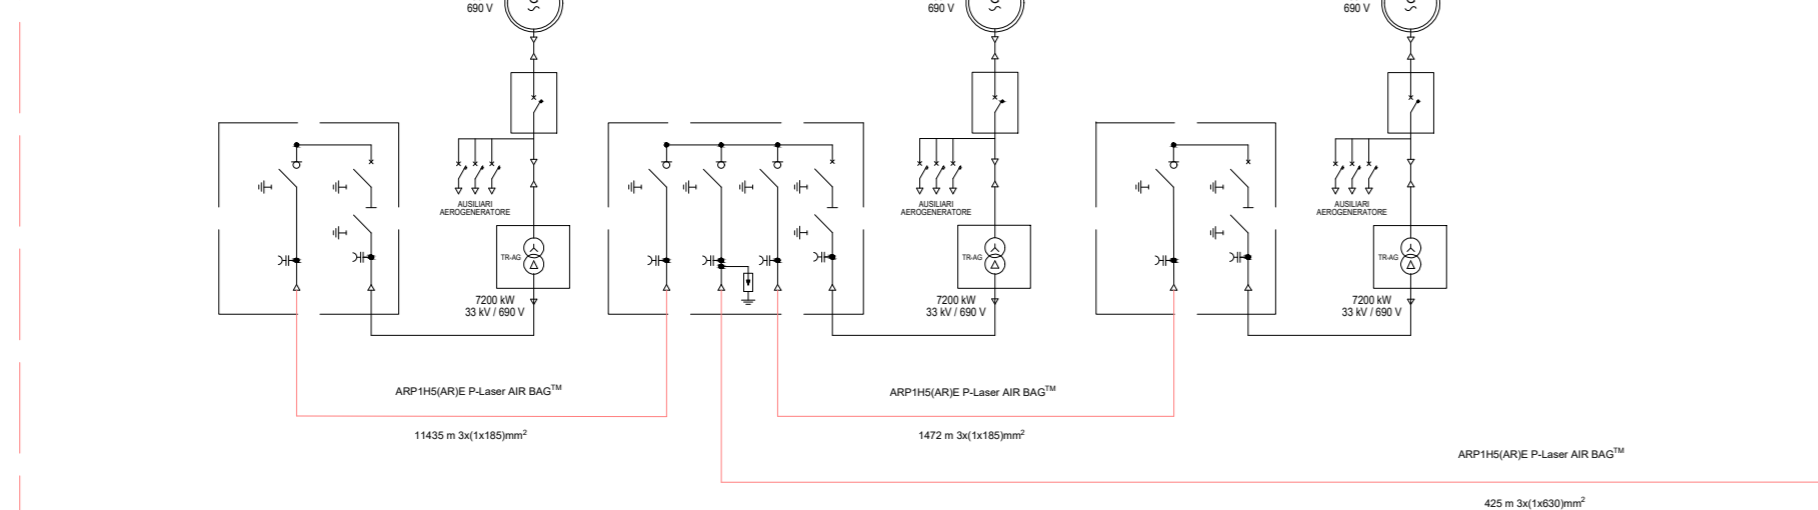 690 V
690 V
690 V
AUSILIARI
AEROGENERATORE
AUSILIARI
AEROGENERATORE
AUSILIARI
AEROGENERATORE
TR-AG
TR-AG
TR-AG
7200 kW
33 kV / 690 V
7200 kW
33 kV / 690 V
7200 kW
33 kV / 690 V
ARP1H5(AR)E P-Laser AIR BAG™
ARP1H5(AR)E P-Laser AIR BAG™
11435 m 3x(1x185)mm²
1472 m 3x(1x185)mm²
ARP1H5(AR)E P-Laser AIR BAG™
425 m 3x(1x630)mm²